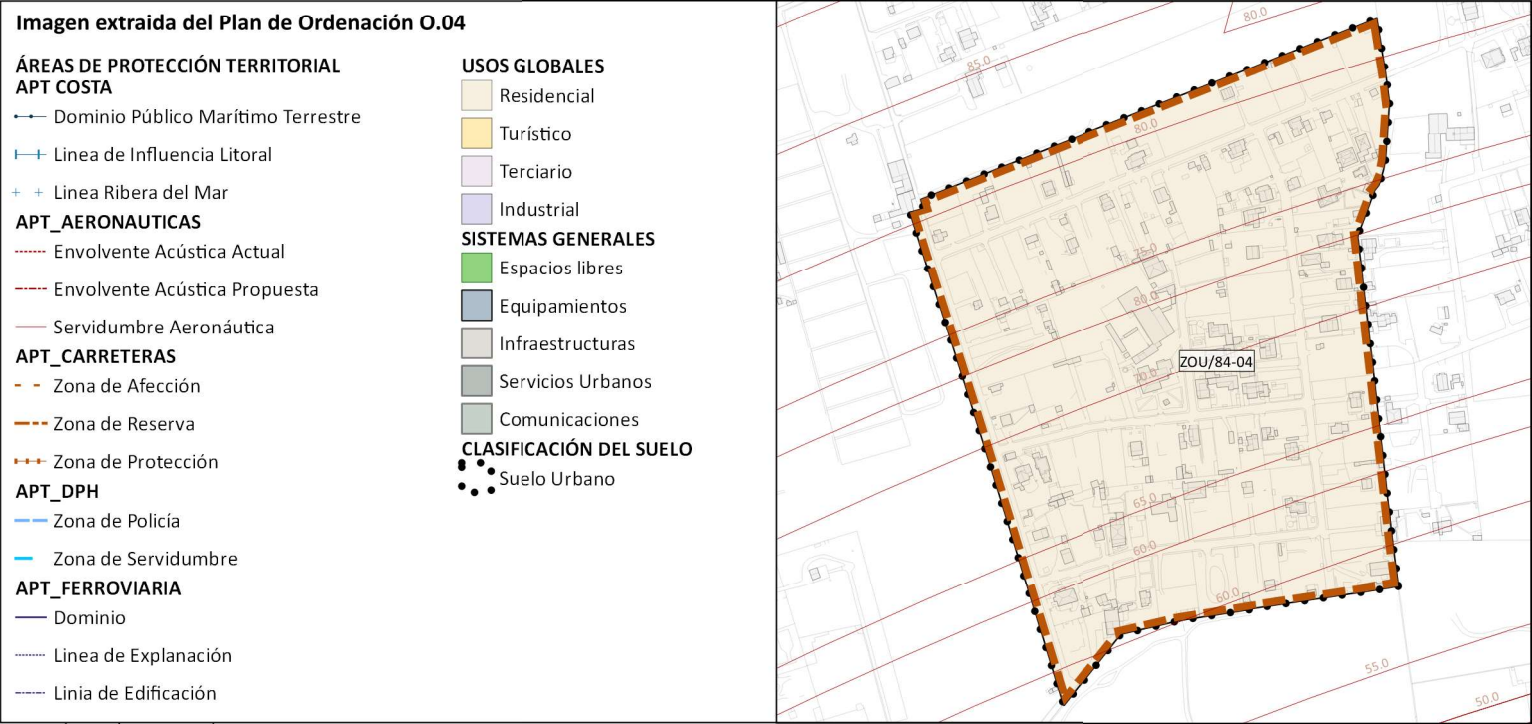 Imagen extraida del Plan de Ordenación O.04
ÁREAS DE PROTECCIÓN TERRITORIAL
APT COSTA
Dominio Público Marítimo Terrestre
Linea de Influencia Litoral
Linea Ribera del Mar
APT_AERONAUTICAS
Envolvente Acústica Actual
Envolvente Acústica Propuesta
Servidumbre Aeronáutica
APT_CARRETERAS
Zona de Afección
Zona de Reserva
Zona de Protección
APT_DPH
Zona de Policía
Zona de Servidumbre
APT_FERROVIARIA
Dominio
Linea de Explanación
Linia de Edificación
USOS GLOBALES
Residencial
Turístico
Terciario
Industrial
SISTEMAS GENERALES
Espacios libres
Equipamientos
Infraestructuras
Servicios Urbanos
Comunicaciones
CLASIFICACIÓN DEL SUELO
Suelo Urbano
80.0
85.0
80.0
75.0
80.0
ZOU/84-04
70.0
65.0
60.0
60.0
55.0
50.0